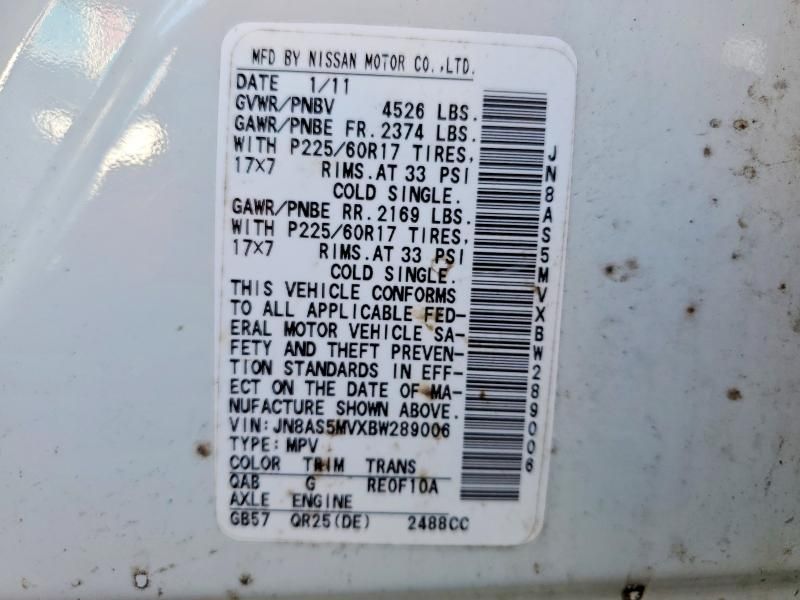 MFD BY NISSAN MOTOR CO.,LTD.
DATE 1/11
GVWR/PNBV 4526 LBS.
GAWR/PNBE FR. 2374 LBS.
WITH P225/60R17 TIRES,
17X7 RIMS. AT 33 PSI
COLD SINGLE.
GAWR/PNBE RR. 2169 LBS.
WITH P225/60R17 TIRES,
17X7 RIMS. AT 33 PSI
COLD SINGLE.
THIS VEHICLE CONFORMS
TO ALL APPLICABLE FED-
ERAL MOTOR VEHICLE SA-
FETY AND THEFT PREVEN-
TION STANDARDS IN EFF-
ECT ON THE DATE OF MA-
NUFACTURE SHOWN ABOVE.
VIN: JN8AS5MVXBW289006
TYPE: MPV
COLOR TRIM TRANS
QAB G RE0F10A
AXLE ENGINE
GB57 QR25(DE) 2488CC
JN8AS5MVXBW289006